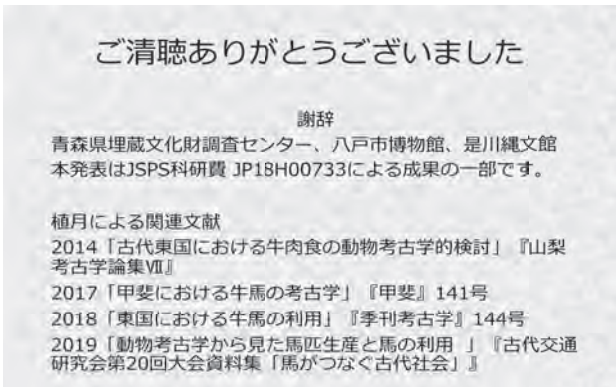 ご清聴ありがとうございました
謝辞
青森県埋蔵文化財調査センター、八戸市博物館、是川縄文館
本発表はJSPS科研費 JP18H00733による成果の一部です。
植月による関連文献
2014「古代東国における牛肉食の動物考古学的検討」『山梨
考古学論集Ⅶ』
2017「甲斐における牛馬の考古学」『甲斐』141号
2018「東国における牛馬の利用」『季刊考古学』144号
2019「動物考古学から見た馬匹生産と馬の利用 」『古代交通
研究会第20回大会資料集「馬がつなぐ古代社会」』